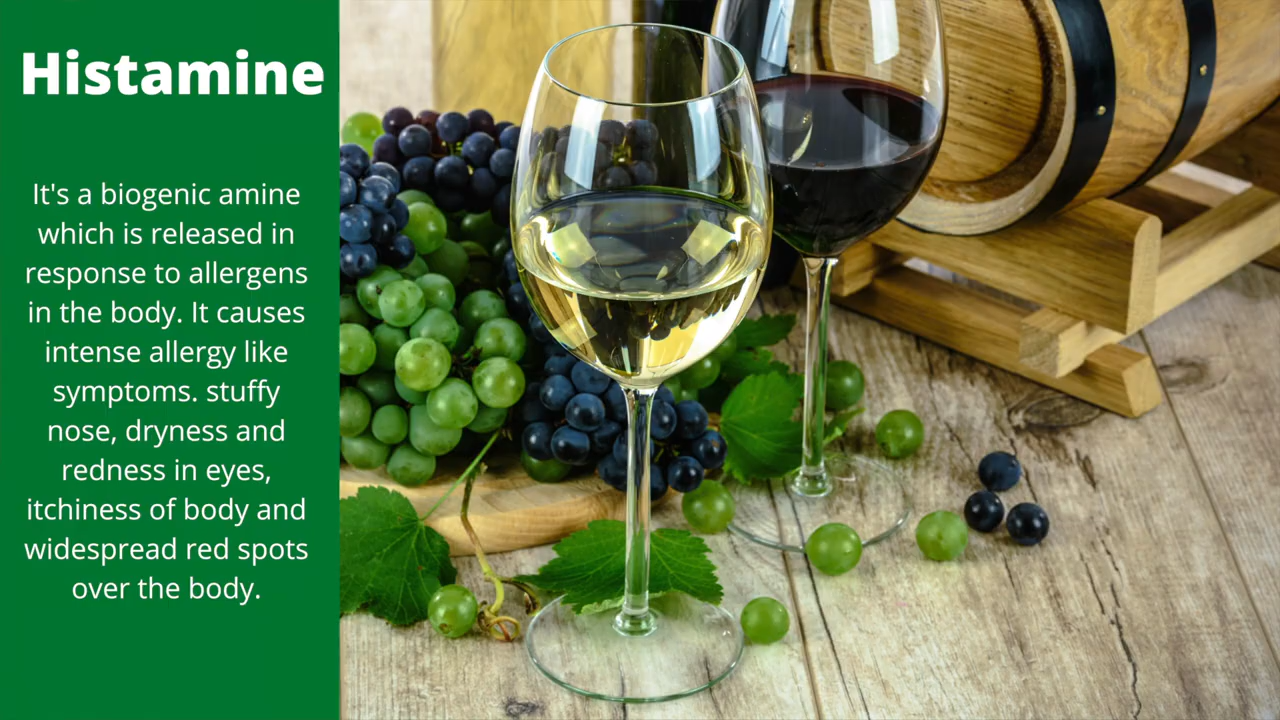 Histamine
It's a biogenic amine
which is released in
response to allergens
in the body. It causes
intense allergy like
symptoms. stuffy
nose, dryness and
redness in eyes,
itchiness of body and
widespread red spots
over the body.